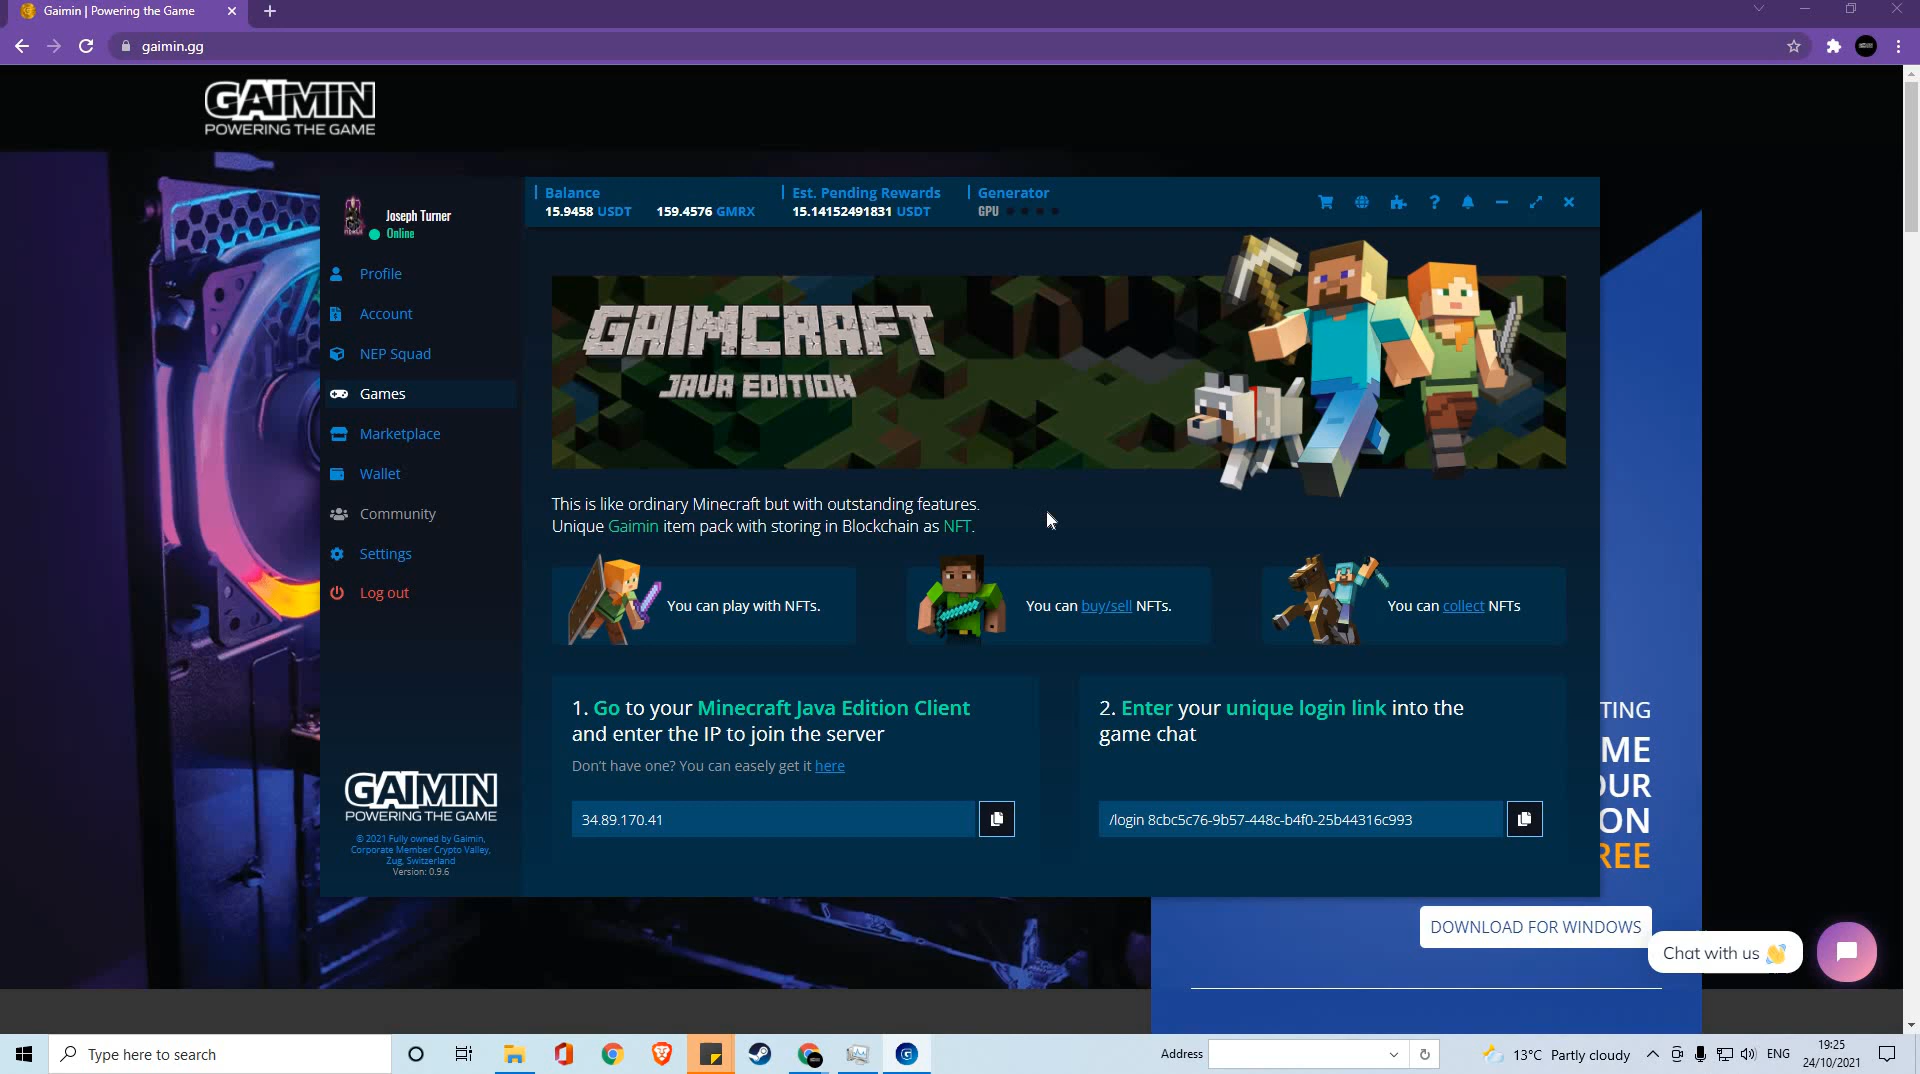 Gaimin | Powering the Game
gaimin.gg
GAIMIN
POWERING THE GAME
Joseph Turner
Online
Balance
15.9458 USDT 159.4576 GMRX
Est. Pending Rewards
15.14152491831 USDT
Generator
GPU
Profile
Account
NEP Squad
Games
Marketplace
Wallet
Community
Settings
Log out
GAIMCRAFT
JAVA EDITION
This is like ordinary Minecraft but with outstanding features.
Unique Gaimin item pack with storing in Blockchain as NFT.
You can play with NFTs.
You can buy/sell NFTs.
You can collect NFTs
1. Go to your Minecraft Java Edition Client
and enter the IP to join the server
Don't have one? You can easely get it here
34.89.170.41
2. Enter your unique login link into the
game chat
/login 8cbc5c76-9b57-448c-b4f0-25b44316c993
GAIMIN
POWERING THE GAME
© 2021 Fully owned by Gaimin,
Corporate Member Crypto Valley,
Zug, Switzerland
Version: 0.9.6
TING
ME
OUR
ON
REE
DOWNLOAD FOR WINDOWS
Chat with us 👋
Type here to search
Address
13°C Partly cloudy
ENG
19:25
24/10/2021